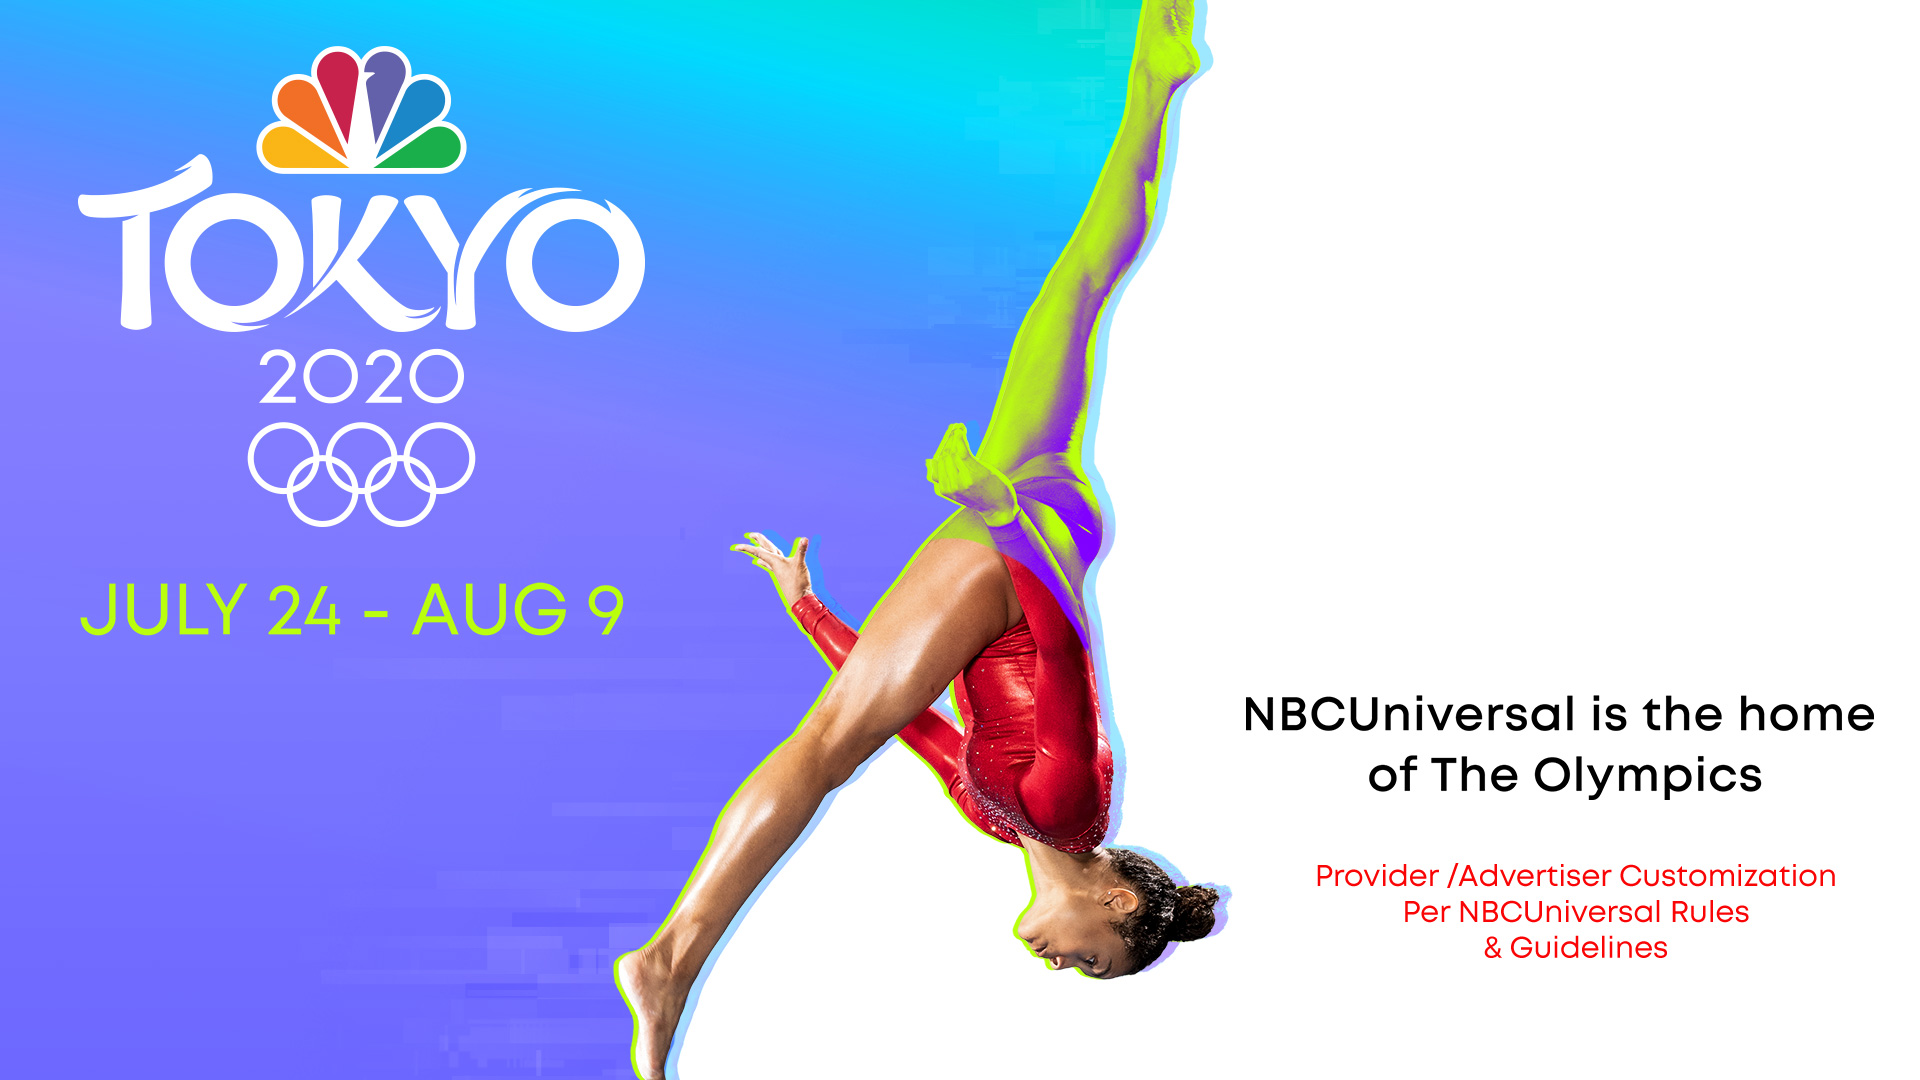 TOKYO
2020
JULY 24 - AUG 9
NBCUniversal is the home
of The Olympics
Provider /Advertiser Customization
Per NBCUniversal Rules
& Guidelines